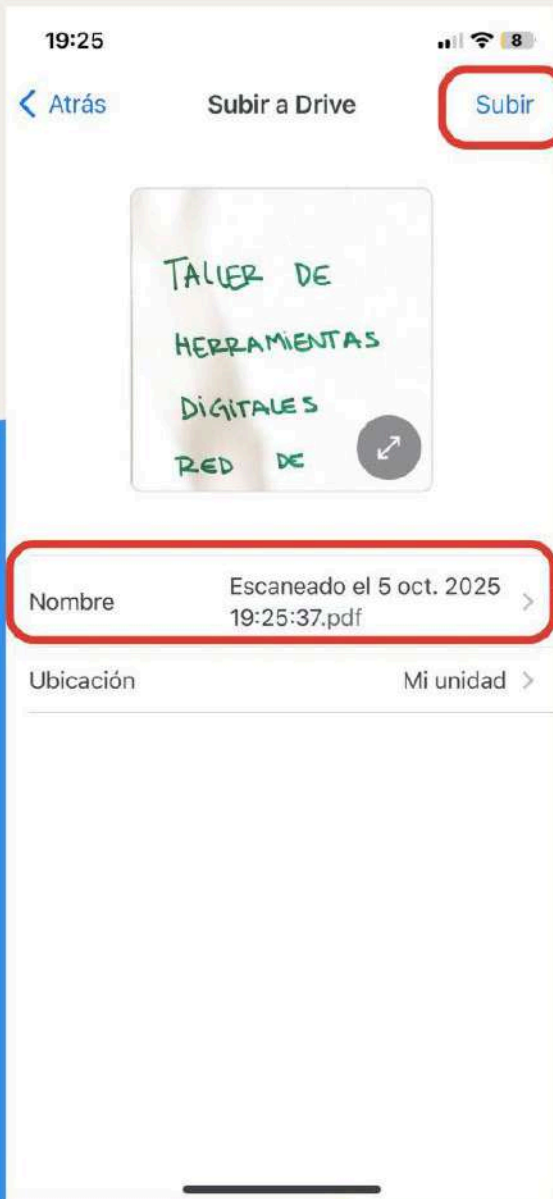 19:25
8
Atrás
Subir a Drive
Subir
TALLER DE
HERRAMiENTAS
DiGiTALES
RED DE
Nombre
Escaneado el 5 oct. 2025
19:25:37.pdf
Ubicación
Mi unidad